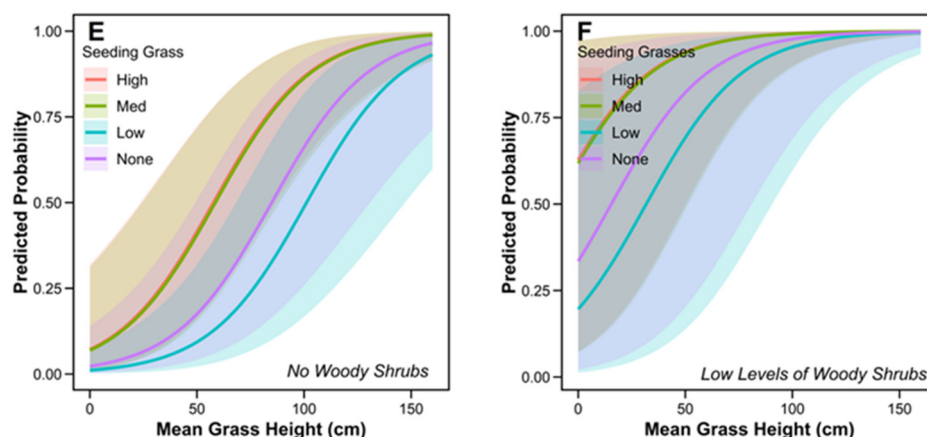 E
Seeding Grass
High
Med
Low
None
1.00
0.75
0.50
0.25
0.00
Predicted Probability
No Woody Shrubs
0 50 100 150
Mean Grass Height (cm)
F
Seeding Grasses
High
Med
Low
None
1.00
0.75
0.50
0.25
0.00
Predicted Probability
Low Levels of Woody Shrubs
0 50 100 150
Mean Grass Height (cm)